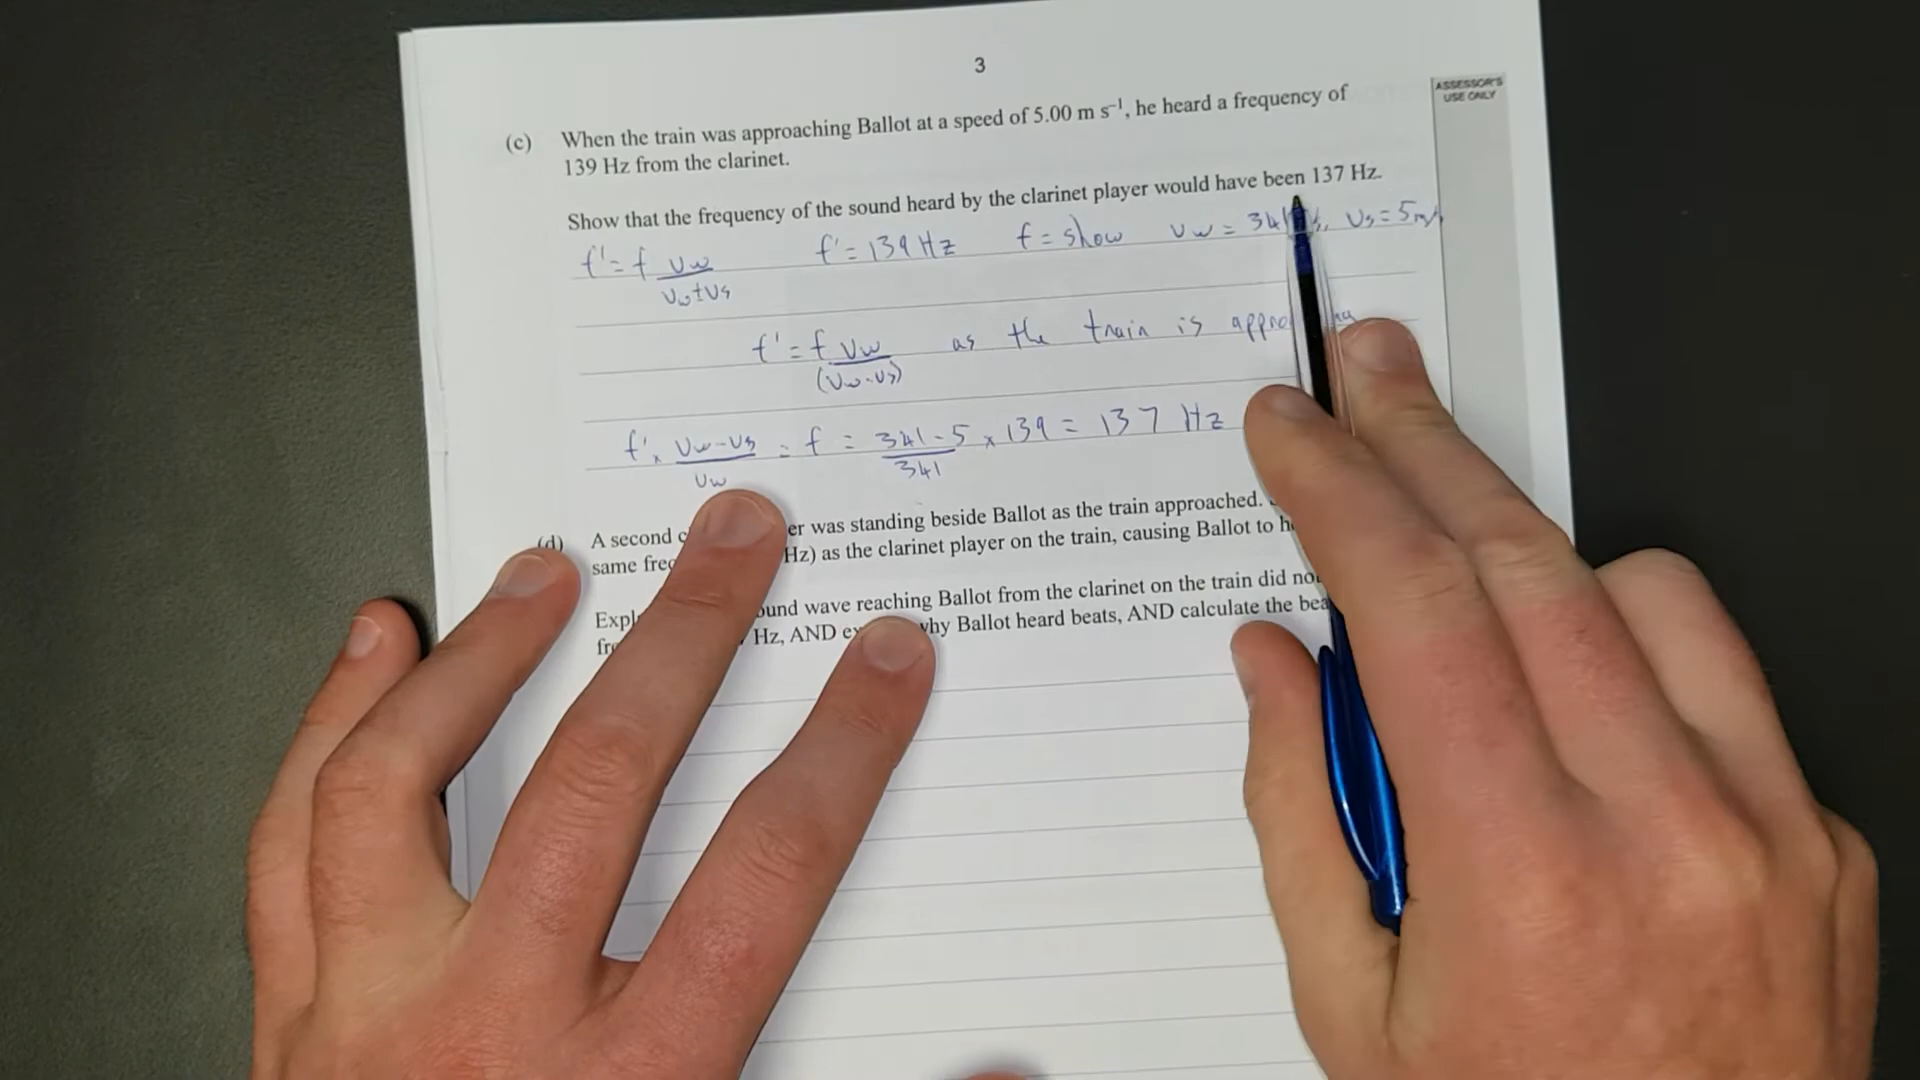 3
ASSESSOR'S
USE ONLY
(c) When the train was approaching Ballot at a speed of 5.00 m s⁻¹, he heard a frequency of
139 Hz from the clarinet.
Show that the frequency of the sound heard by the clarinet player would have been 137 Hz.
f' = f vw / vw ± vs f' = 139 Hz f = show vw = 341 vs = 5 m/s
f' = f vw / (vw - vs) as the train is
f' × vw - vs / vw = f = 341 - 5 / 341 × 139 = 137 Hz
(d) A second was standing beside Ballot as the train approached.
same Hz) as the clarinet player on the train, causing Ballot to
wave reaching Ballot from the clarinet on the train did
Hz, AND why Ballot heard beats, AND calculate the